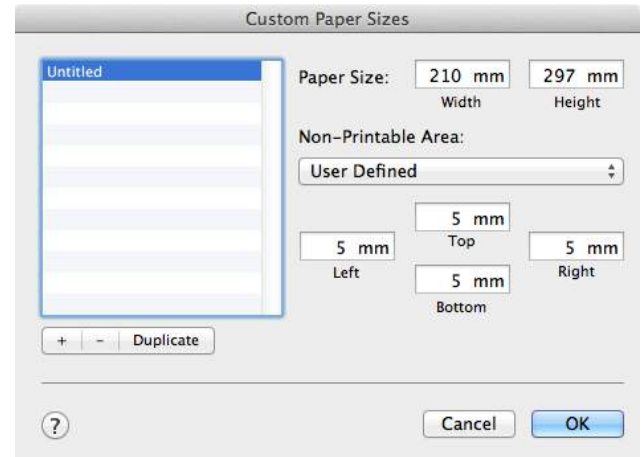 Custom Paper Sizes
Untitled
Paper Size: 210 mm 297 mm
Width Height
Non-Printable Area:
User Defined
5 mm
Top
5 mm 5 mm
Left Right
5 mm
Bottom
+ - Duplicate
? Cancel OK